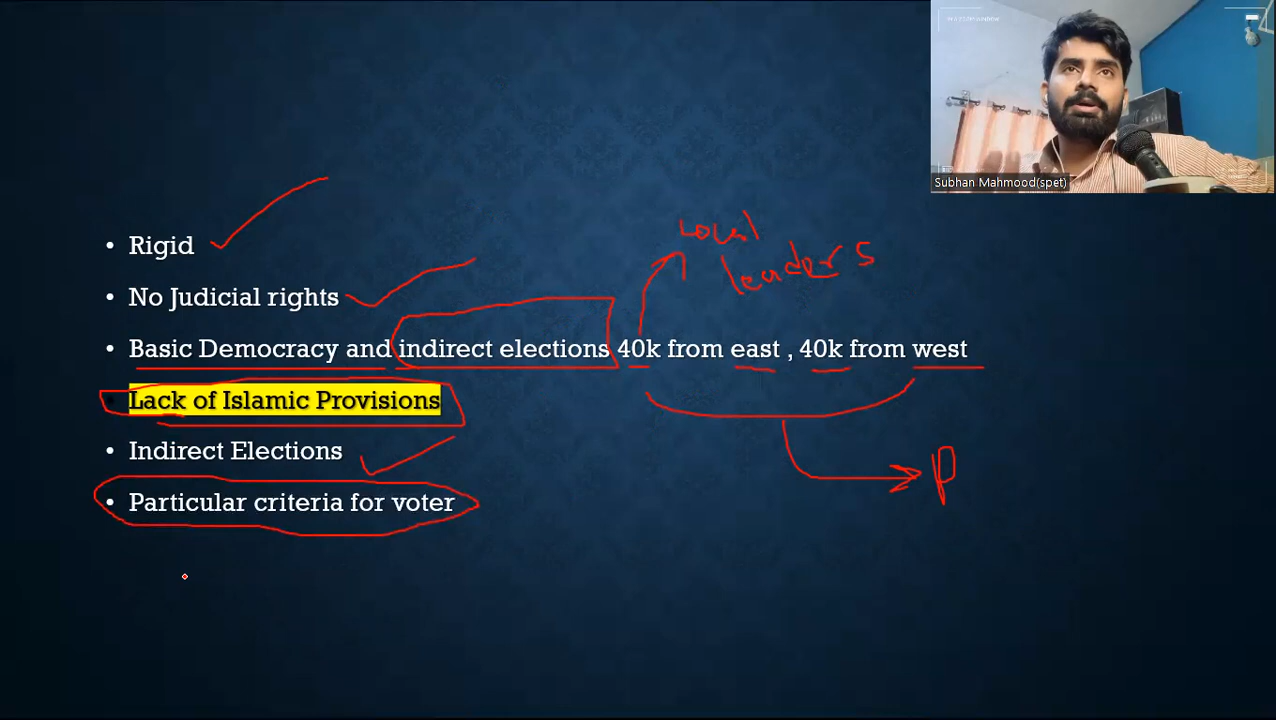 Subhan Mahmood(spet)
Local
leaders
• Rigid
• No Judicial rights
• Basic Democracy and indirect elections 40k from east , 40k from west
• Lack of Islamic Provisions
• Indirect Elections
P
• Particular criteria for voter